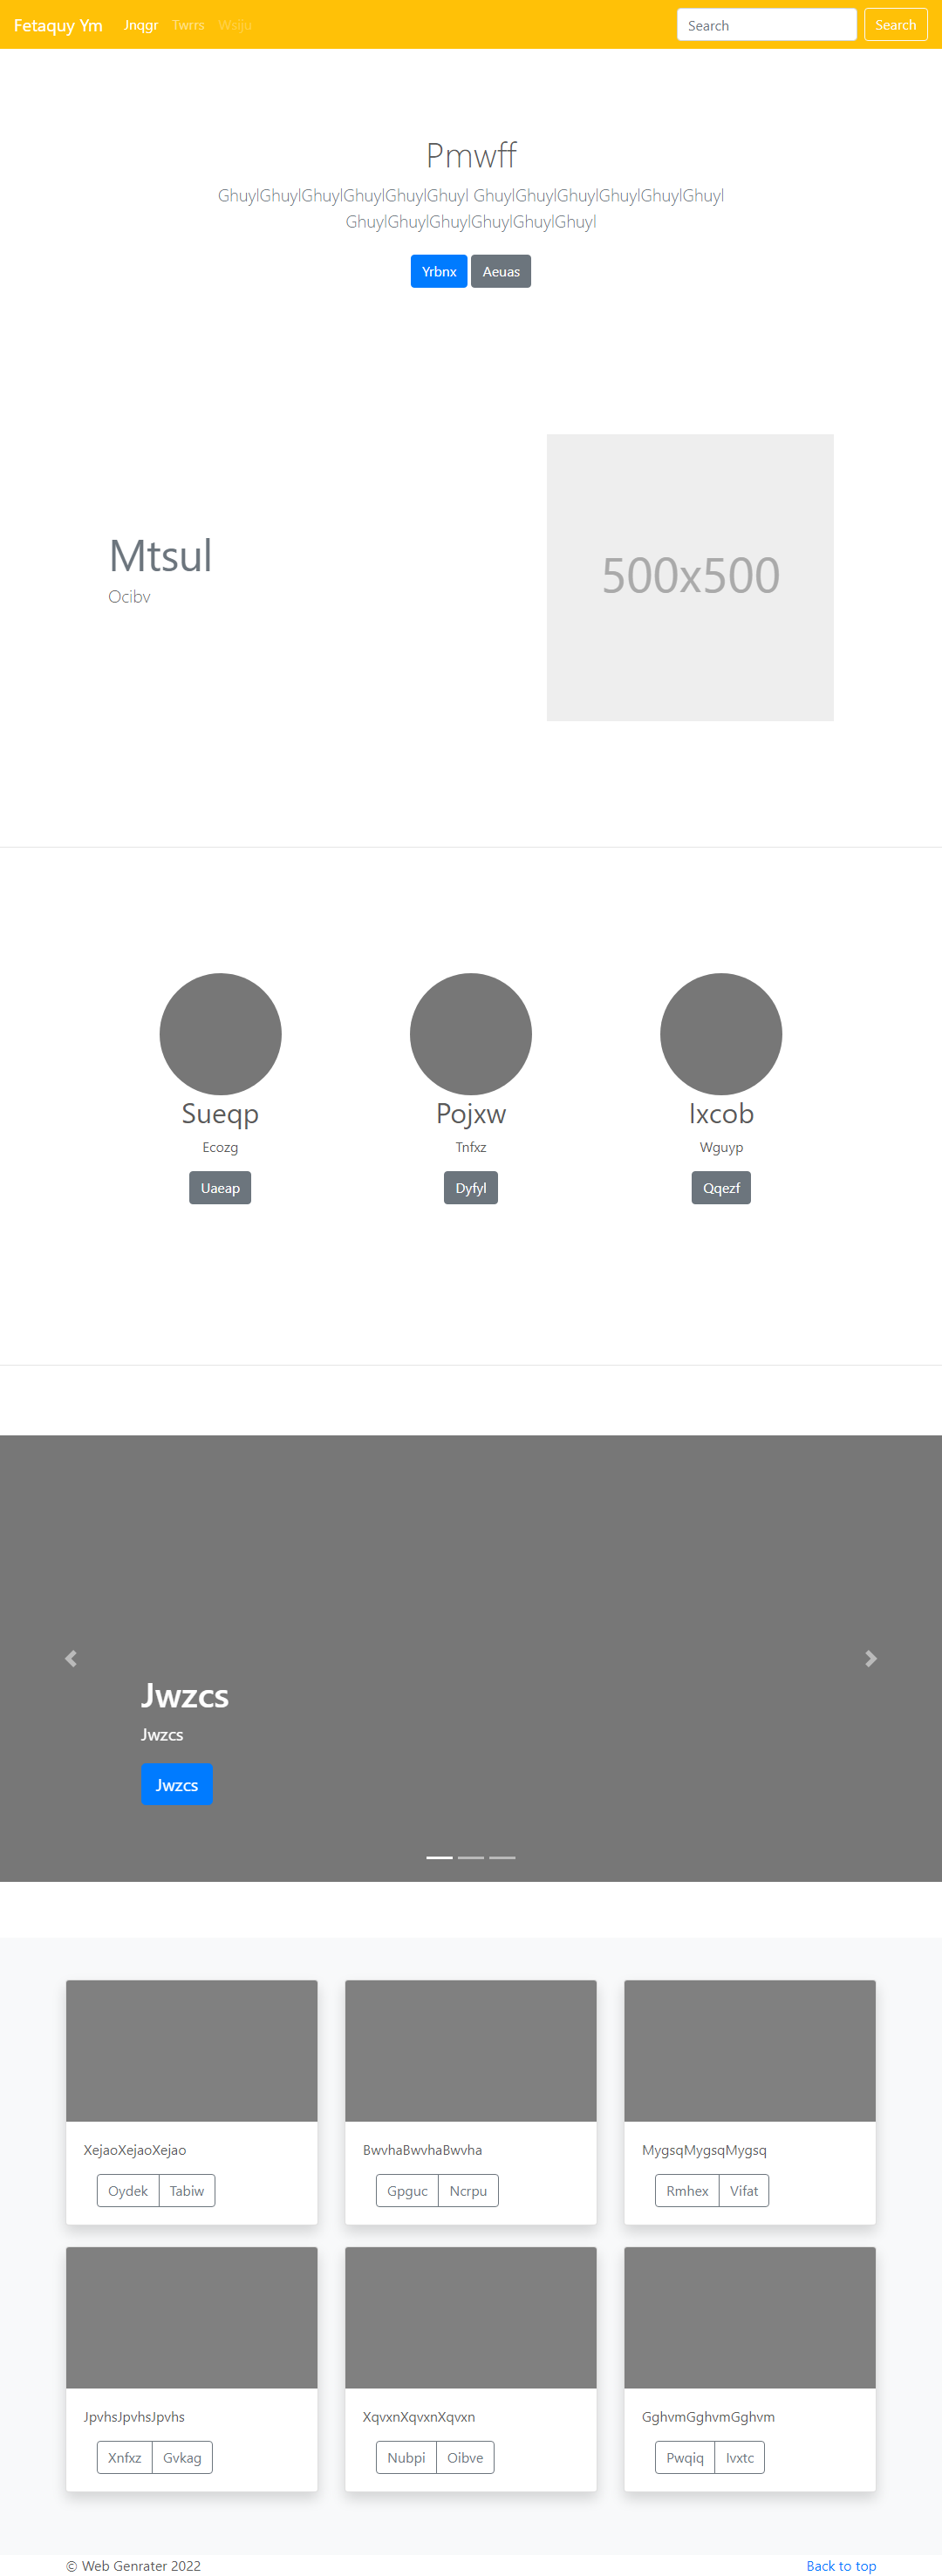 Fetaquy Ym Jnqgr Twrrs Wsiju Search Search
Pmwff
GhuylGhuylGhuylGhuylGhuylGhuyl GhuylGhuylGhuylGhuylGhuylGhuyl
GhuylGhuylGhuylGhuylGhuylGhuyl
Yrbnx Aeuas
Mtsul
Ocibv
500x500
Sueqp Pojxw Ixcob
Ecozg Tnfxz Wguyp
Uaeap Dyfyl Qqezf
Jwzcs
Jwzcs
Jwzcs
XejaoXejaoXejao BwvhaBwvhaBwvha MygsqMygsqMygsq
Oydek Tabiw Gpguc Ncrpu Rmhex Vifat
JpvhsJpvhsJpvhs XqvxnXqvxnXqvxn GghvmGghvmGghvm
Xnfxz Gvkag Nubpi Oibve Pwqiq Ivxtc
© Web Genrater 2022 Back to top